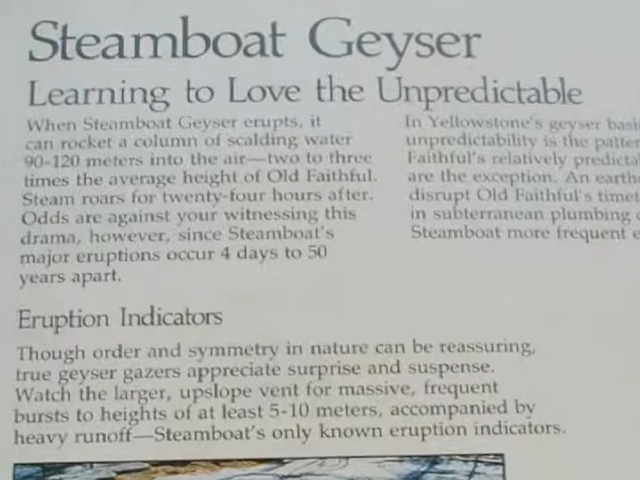 Steamboat Geyser
Learning to Love the Unpredictable
When Steamboat Geyser erupts, it
can rocket a column of scalding water
90-120 meters into the air—two to three
times the average height of Old Faithful.
Steam roars for twenty-four hours after.
Odds are against your witnessing this
drama, however, since Steamboat's
major eruptions occur 4 days to 50
years apart.
In Yellowstone's geyser
unpredictability is the
Faithful's relatively
are the exception. An
disrupt Old Faithful's
in subterranean plumbing
Steamboat more frequent
Eruption Indicators
Though order and symmetry in nature can be reassuring,
true geyser gazers appreciate surprise and suspense.
Watch the larger, upslope vent for massive, frequent
bursts to heights of at least 5-10 meters, accompanied by
heavy runoff—Steamboat's only known eruption indicators.